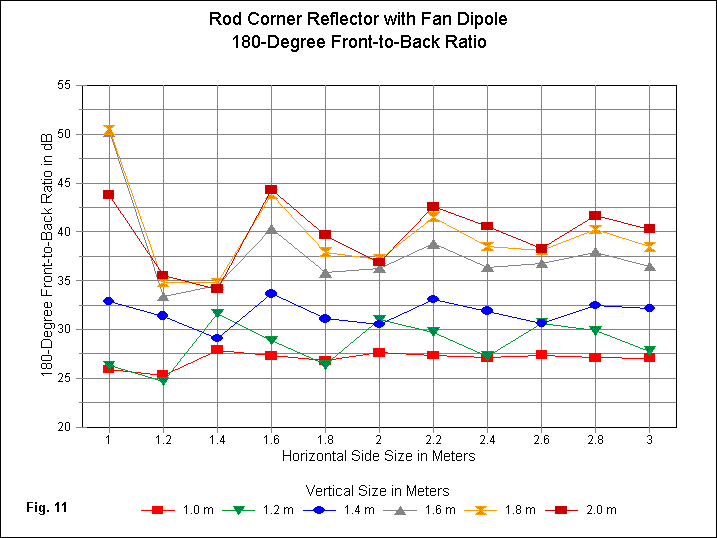 Rod Corner Reflector with Fan Dipole
180-Degree Front-to-Back Ratio
180-Degree Front-to-Back Ratio in dB
55
50
45
40
35
30
25
20
1 1.2 1.4 1.6 1.8 2 2.2 2.4 2.6 2.8 3
Horizontal Side Size in Meters
Vertical Size in Meters
Fig. 11
1.0 m 1.2 m 1.4 m 1.6 m 1.8 m 2.0 m